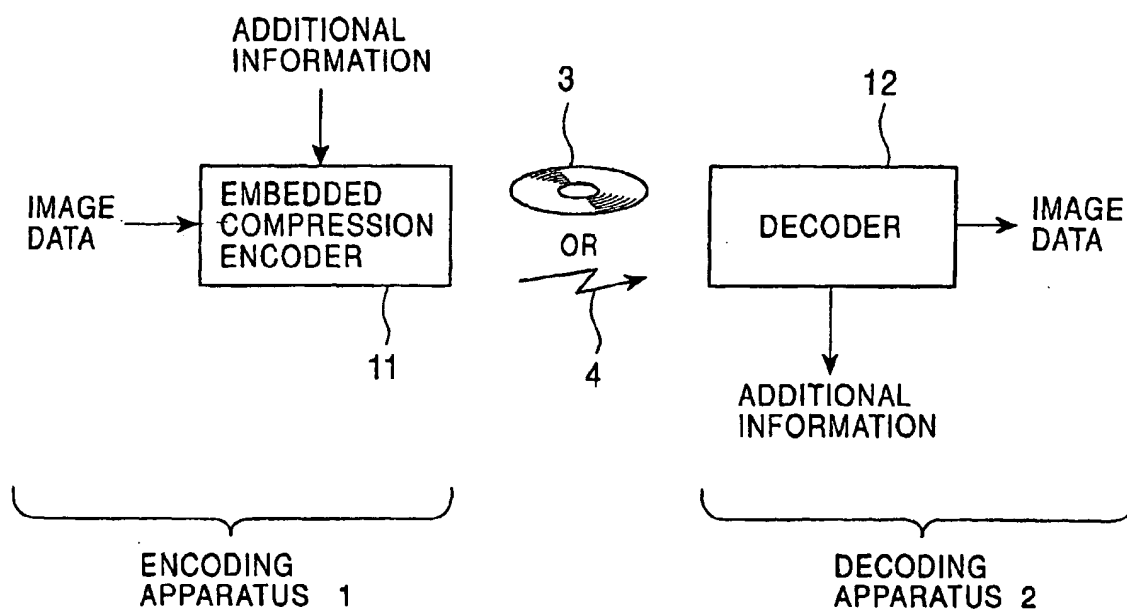 ADDITIONAL
INFORMATION
3
12
IMAGE
DATA
EMBEDDED
COMPRESSION
ENCODER
OR
DECODER
IMAGE
DATA
11
4
ADDITIONAL
INFORMATION
ENCODING
APPARATUS 1
DECODING
APPARATUS 2